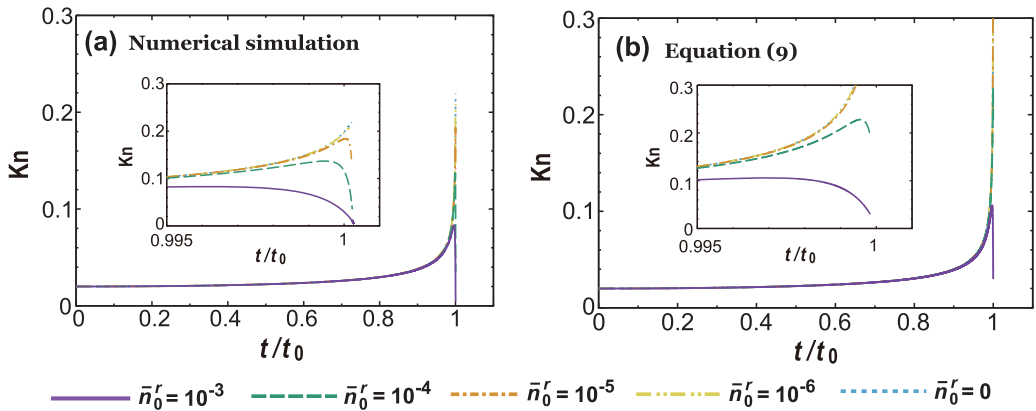 (a) Numerical simulation
(b) Equation (9)
0.3
0.2
0.1
0
Kn
0.3
0.2
0.1
0
Kn
0.995
1
t/t₀
0
0.2
0.4
0.6
0.8
1
t/t₀
0.3
0.2
0.1
0
Kn
0.3
0.2
0.1
0
Kn
0.995
1
t/t₀
0
0.2
0.4
0.6
0.8
1
t/t₀
n̄₀ʳ = 10⁻³
n̄₀ʳ = 10⁻⁴
n̄₀ʳ = 10⁻⁵
n̄₀ʳ = 10⁻⁶
n̄₀ʳ = 0